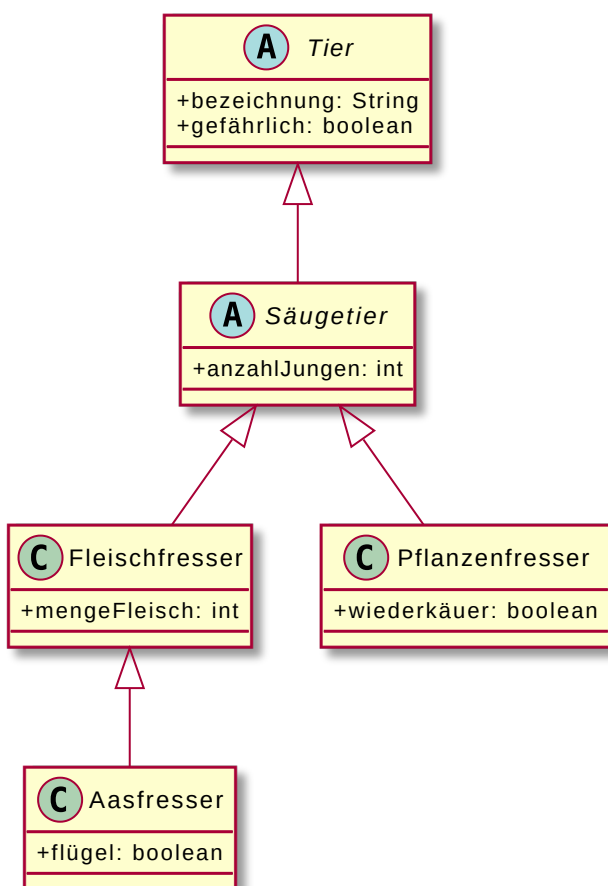 A Tier
+bezeichnung: String
+gefährlich: boolean
A Säugetier
+anzahlJungen: int
C Fleischfresser
+mengeFleisch: int
C Pflanzenfresser
+wiederkäuer: boolean
C Aasfresser
+flügel: boolean